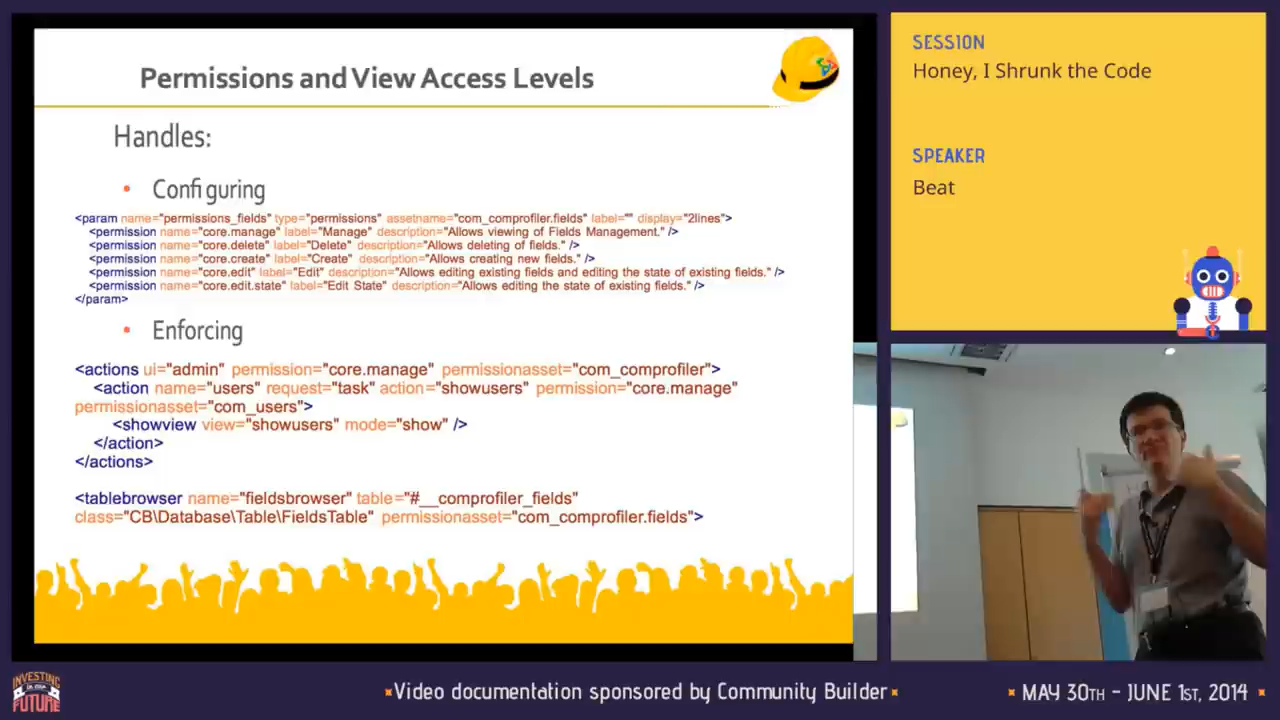 Permissions and View Access Levels
Handles:
• Configuring
<param name="permissions_fields" type="permissions" assetname="com_comprofiler.fields" label="" display="2lines">
<permission name="core.manage" label="Manage" description="Allows viewing of Fields Management." />
<permission name="core.delete" label="Delete" description="Allows deleting of fields." />
<permission name="core.create" label="Create" description="Allows creating new fields." />
<permission name="core.edit" label="Edit" description="Allows editing existing fields and editing the state of existing fields." />
<permission name="core.edit.state" label="Edit State" description="Allows editing the state of existing fields." />
</param>
• Enforcing
<actions ui="admin" permission="core.manage" permissionasset="com_comprofiler">
<action name="users" request="task" action="showusers" permission="core.manage"
permissionasset="com_users">
<showview view="showusers" mode="show" />
</action>
</actions>
<tablebrowser name="fieldsbrowser" table="#__comprofiler_fields"
class="CB\Database\Table\FieldsTable" permissionasset="com_comprofiler.fields">
SESSION
Honey, I Shrunk the Code
SPEAKER
Beat
INVESTING
IN OUR
FUTURE
Video documentation sponsored by Community Builder
MAY 30TH - JUNE 1ST, 2014